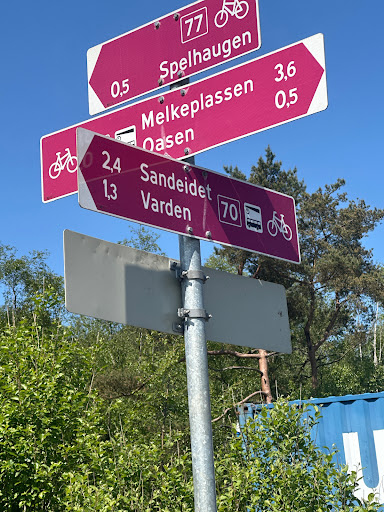 77
0,5 Spelhaugen
Melkeplassen 3,6
Oasen 0,5
2,4 Sandeidet
1,3 Varden 70
U